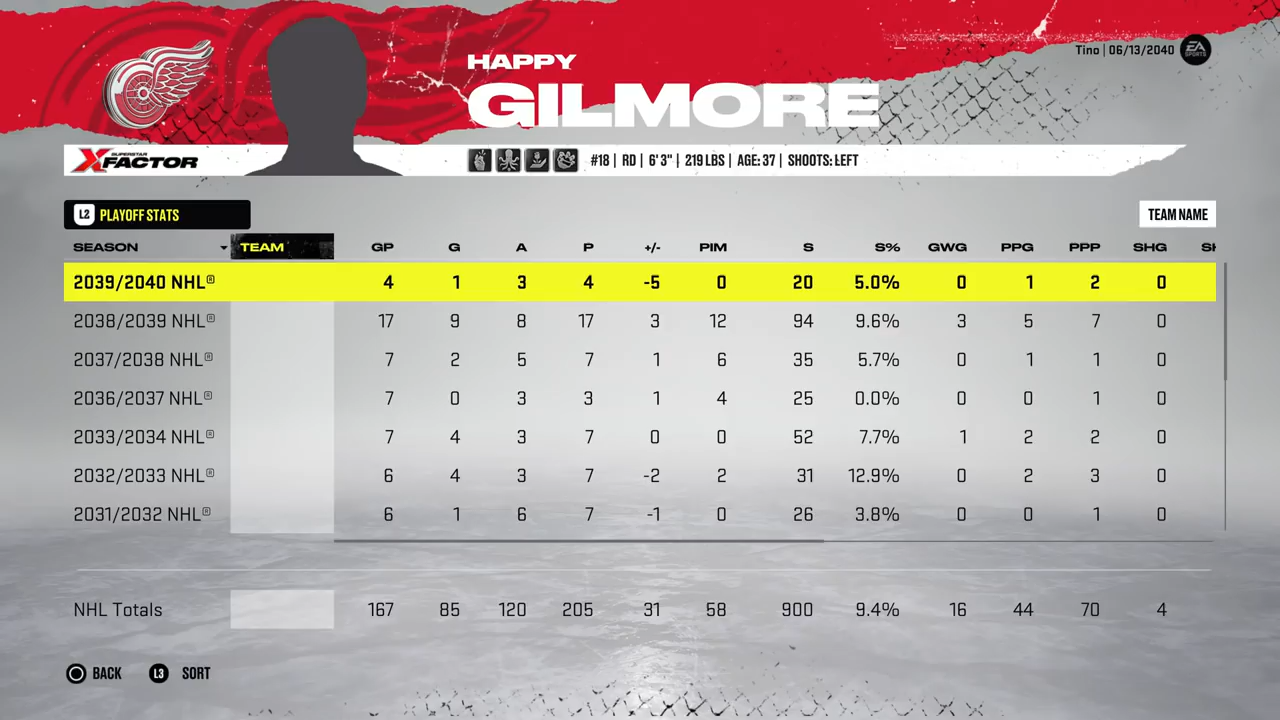 Tino | 06/13/2040 EA SPORTS
HAPPY
GILMORE
SUPERSTAR
X FACTOR
#18 | RD | 6' 3" | 219 LBS | AGE: 37 | SHOOTS: LEFT
L2 PLAYOFF STATS
TEAM NAME
SEASON TEAM GP G A P +/- PIM S S% GWG PPG PPP SHG
2039/2040 NHL® 4 1 3 4 -5 0 20 5.0% 0 1 2 0
2038/2039 NHL® 17 9 8 17 3 12 94 9.6% 3 5 7 0
2037/2038 NHL® 7 2 5 7 1 6 35 5.7% 0 1 1 0
2036/2037 NHL® 7 0 3 3 1 4 25 0.0% 0 0 1 0
2033/2034 NHL® 7 4 3 7 0 0 52 7.7% 1 2 2 0
2032/2033 NHL® 6 4 3 7 -2 2 31 12.9% 0 2 3 0
2031/2032 NHL® 6 1 6 7 -1 0 26 3.8% 0 0 1 0
NHL Totals 167 85 120 205 31 58 900 9.4% 16 44 70 4
BACK L3 SORT